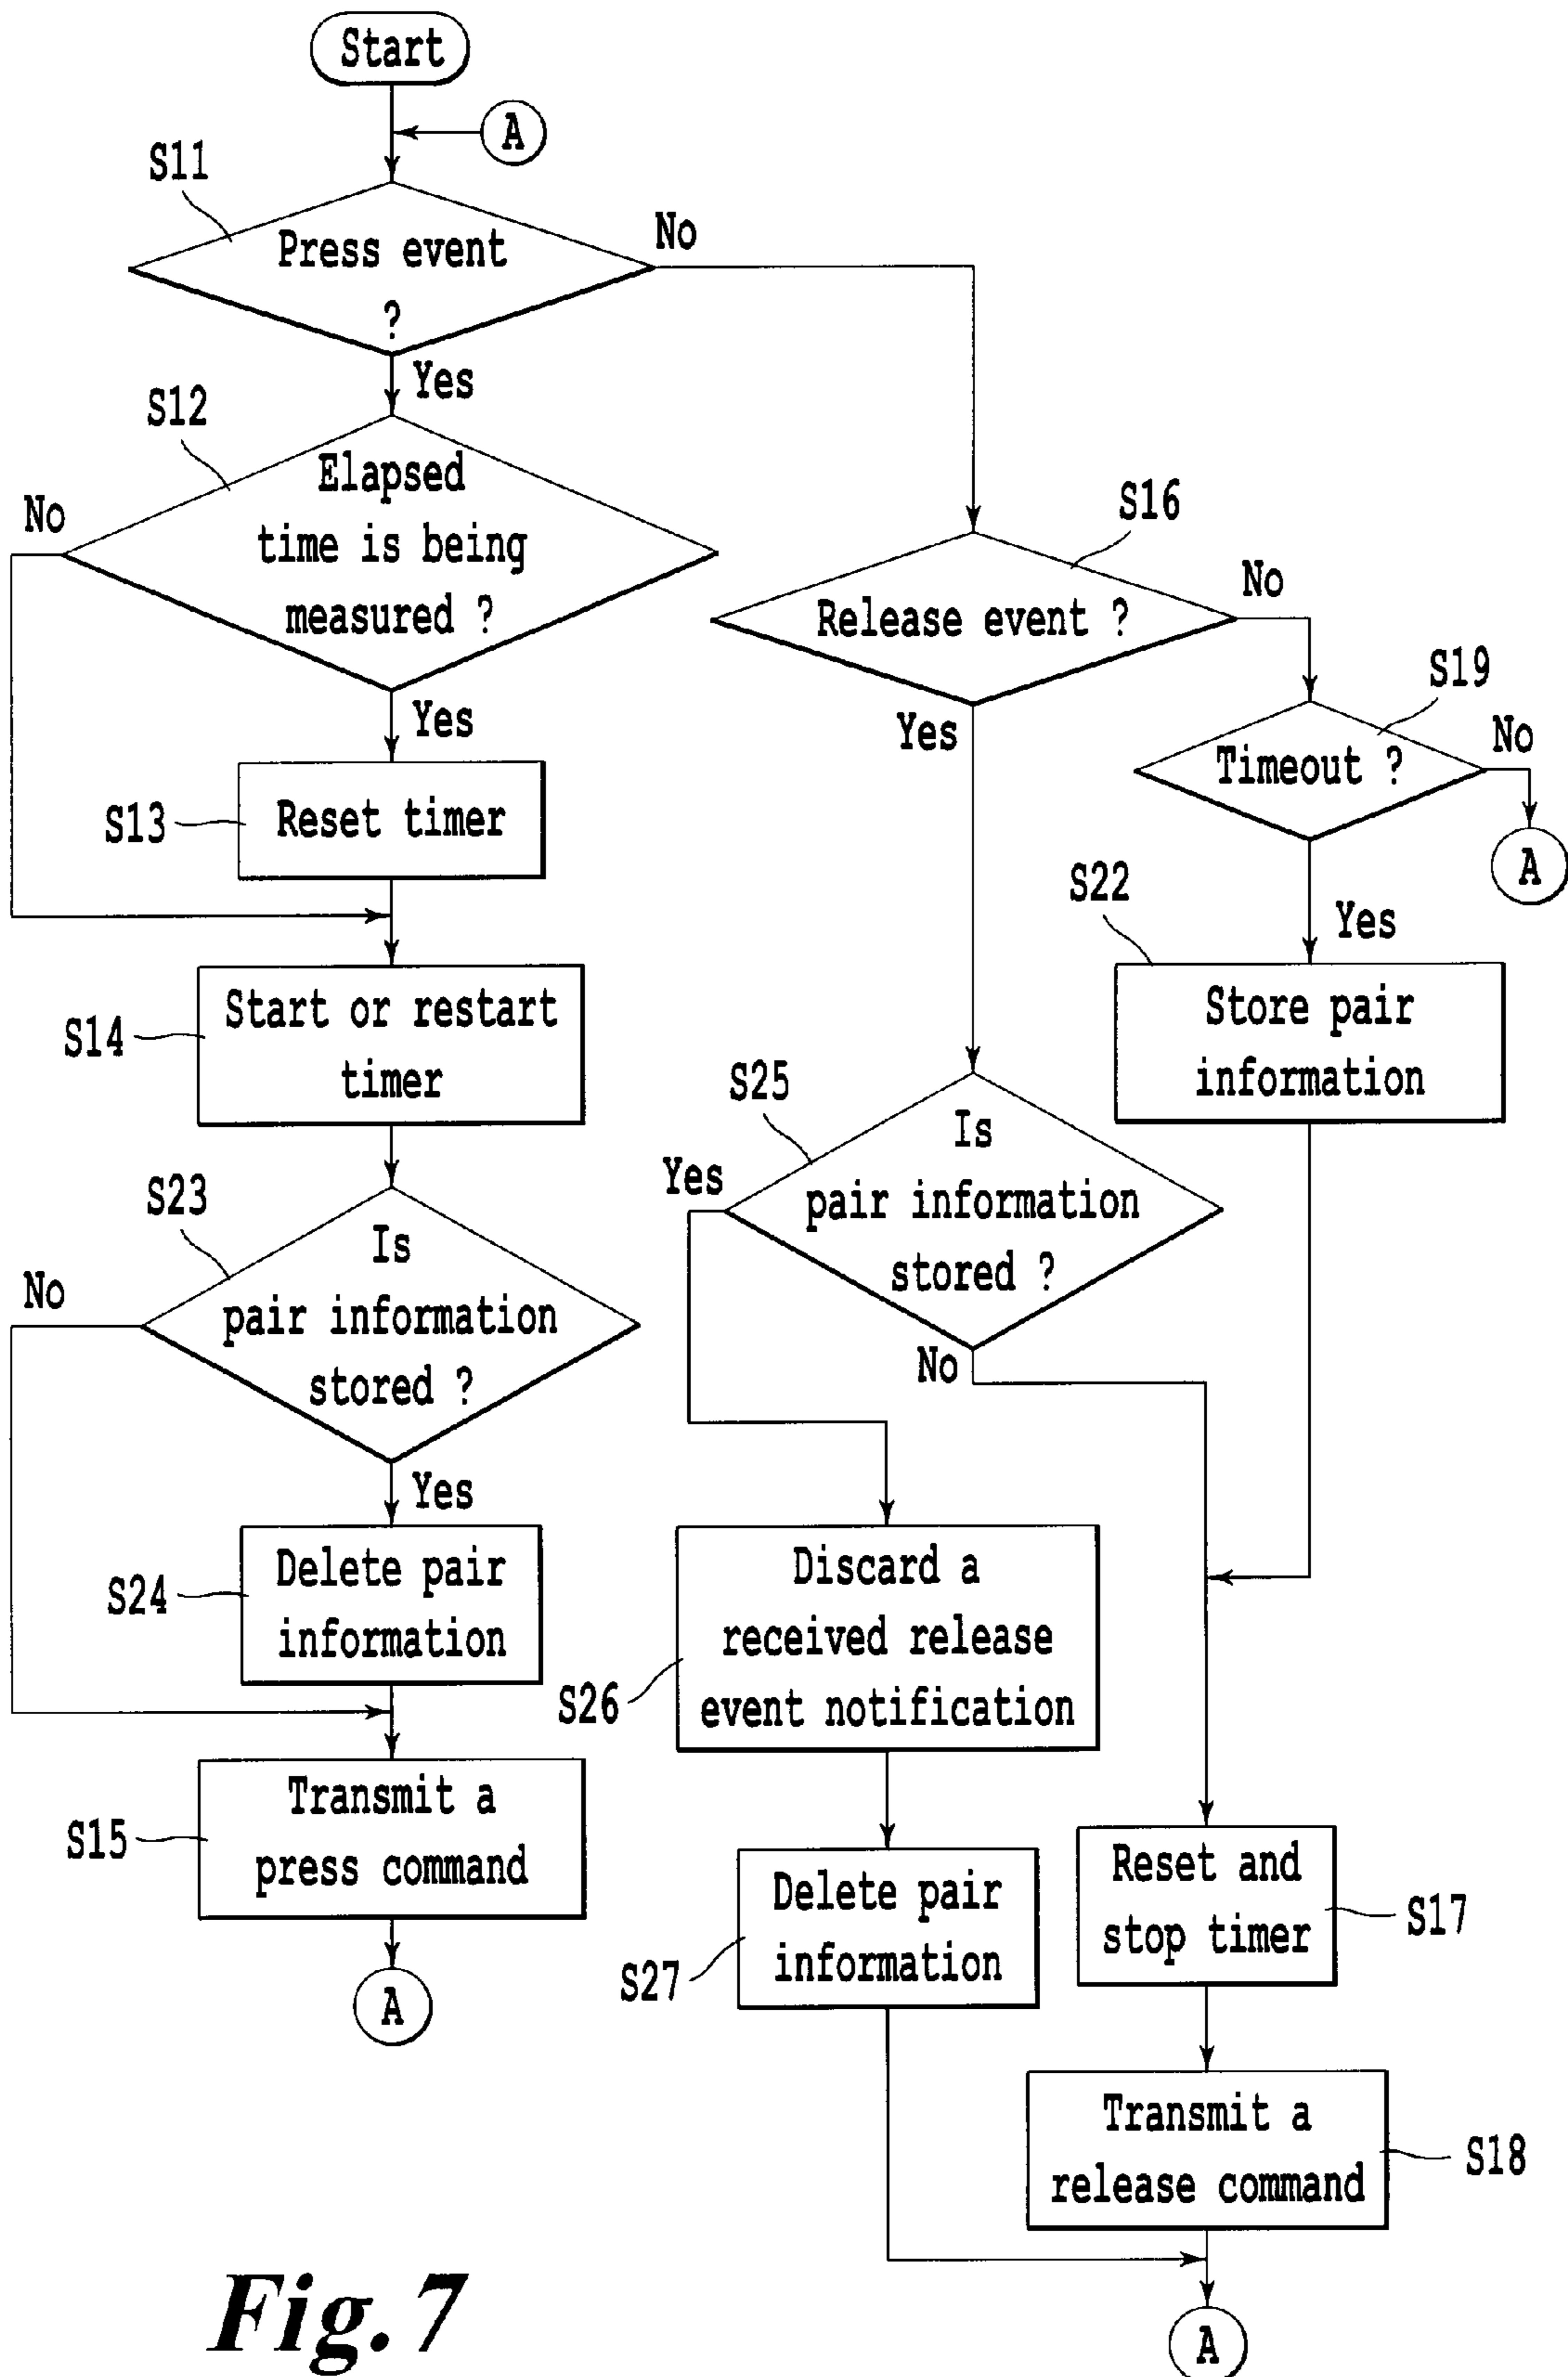 Start
A
S11
Press event
?
No
Yes
S12
Elapsed
time is being
measured ?
No
Yes
S13
Reset timer
S14
Start or restart
timer
S23
Is
pair information
stored ?
No
Yes
S24
Delete pair
information
S15
Transmit a
press command
A
S16
Release event ?
No
Yes
S19
Timeout ?
No
A
Yes
S22
Store pair
information
S25
Is
pair information
stored ?
Yes
No
S26
Discard a
received release
event notification
S27
Delete pair
information
S17
Reset and
stop timer
S18
Transmit a
release command
A
Fig. 7